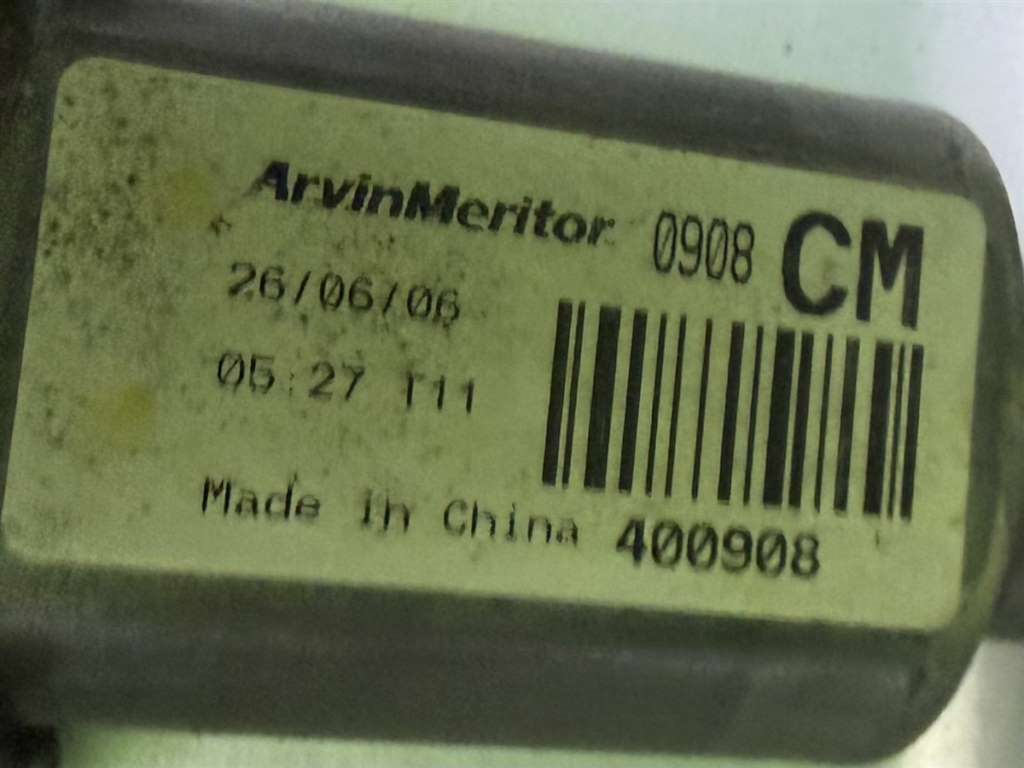 ArvinMeritor 0908 CM
26/06/06
05:27 T11
Made in China 400908